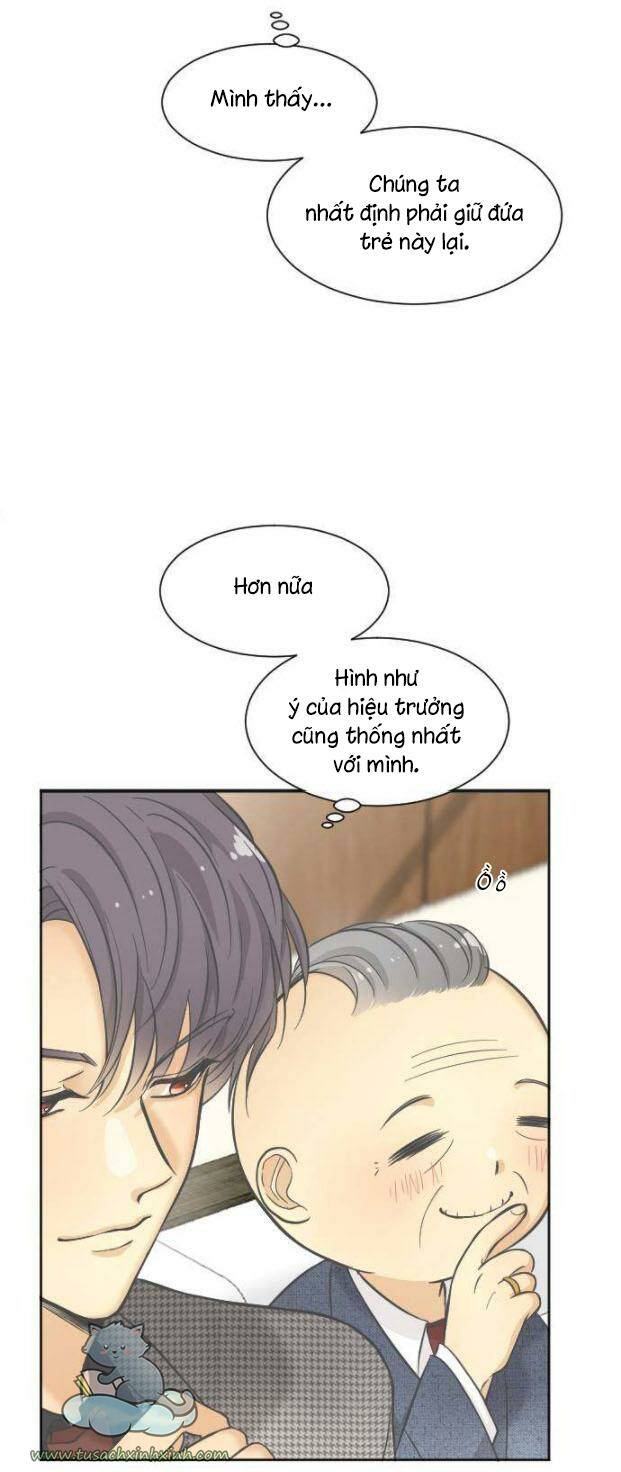 Mình thấy...
Chúng ta
nhất định phải giữ đứa
trẻ này lại.
Hơn nữa
Hình như
ý của hiệu trưởng
cũng thống nhất
với mình.
Ồ ồ
www.tusachxinhxinh.com